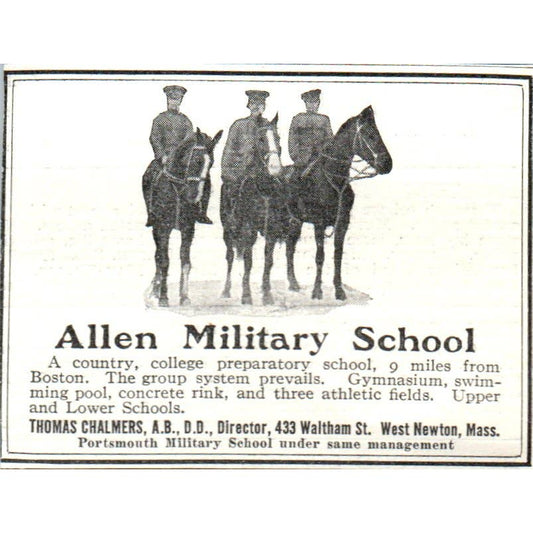 Allen Military School
A country, college preparatory school, 9 miles from
Boston. The group system prevails. Gymnasium, swim-
ming pool, concrete rink, and three athletic fields. Upper
and Lower Schools.
THOMAS CHALMERS, A.B., D.D., Director, 433 Waltham St. West Newton, Mass.
Portsmouth Military School under same management